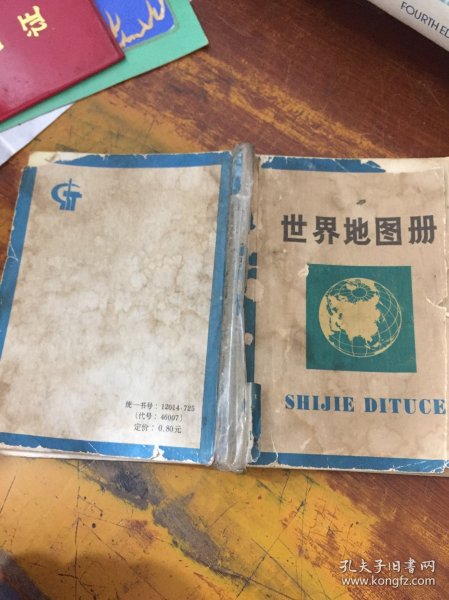 证
FOURTH ED
世界地图册
SHIJIE DITUCE
统一书号：12014·725
(代号：46007)
定价：0.80元
孔夫子旧书网
www.kongfz.com